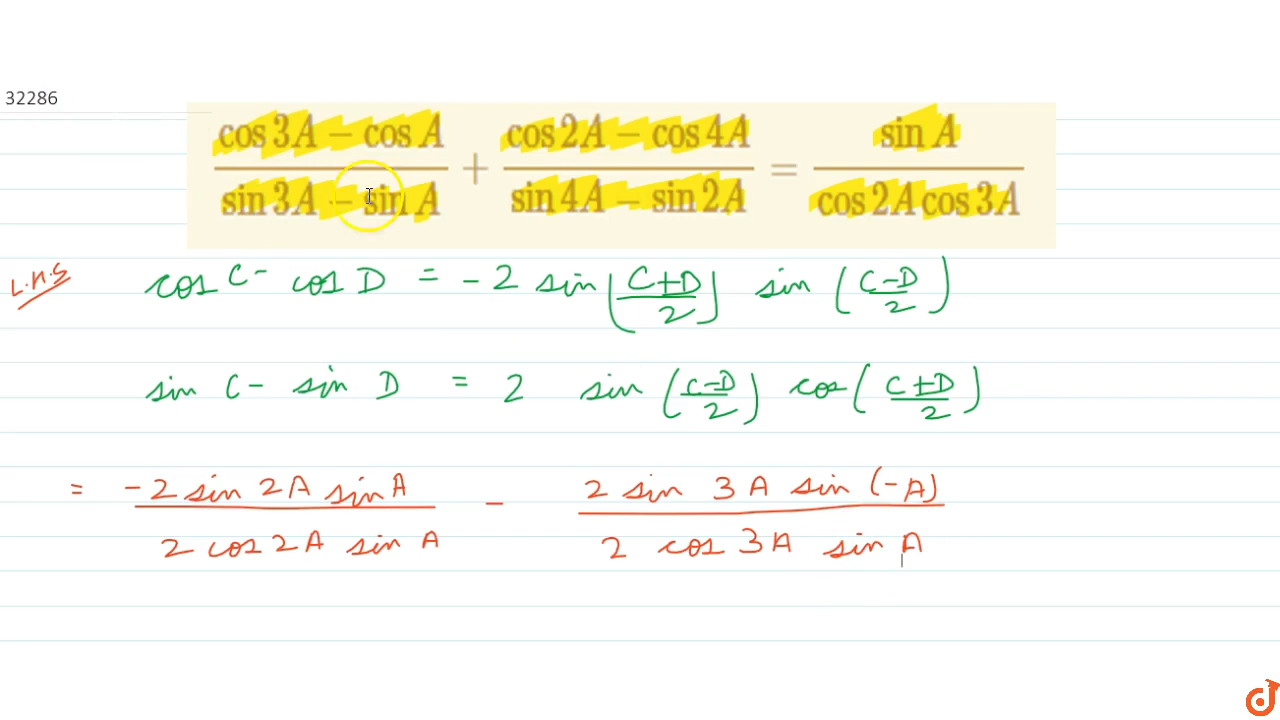 32286
(cos 3A − cos A)/(sin 3A − sin A) + (cos 2A − cos 4A)/(sin 4A − sin 2A) = sin A/(cos 2A cos 3A)
L.H.S
cos C - cos D = -2 sin ((C+D)/2) sin ((C-D)/2)
sin C - sin D = 2 sin ((C-D)/2) cos ((C+D)/2)
= (-2 sin 2A sin A)/(2 cos 2A sin A) - (2 sin 3A sin (-A))/(2 cos 3A sin A)